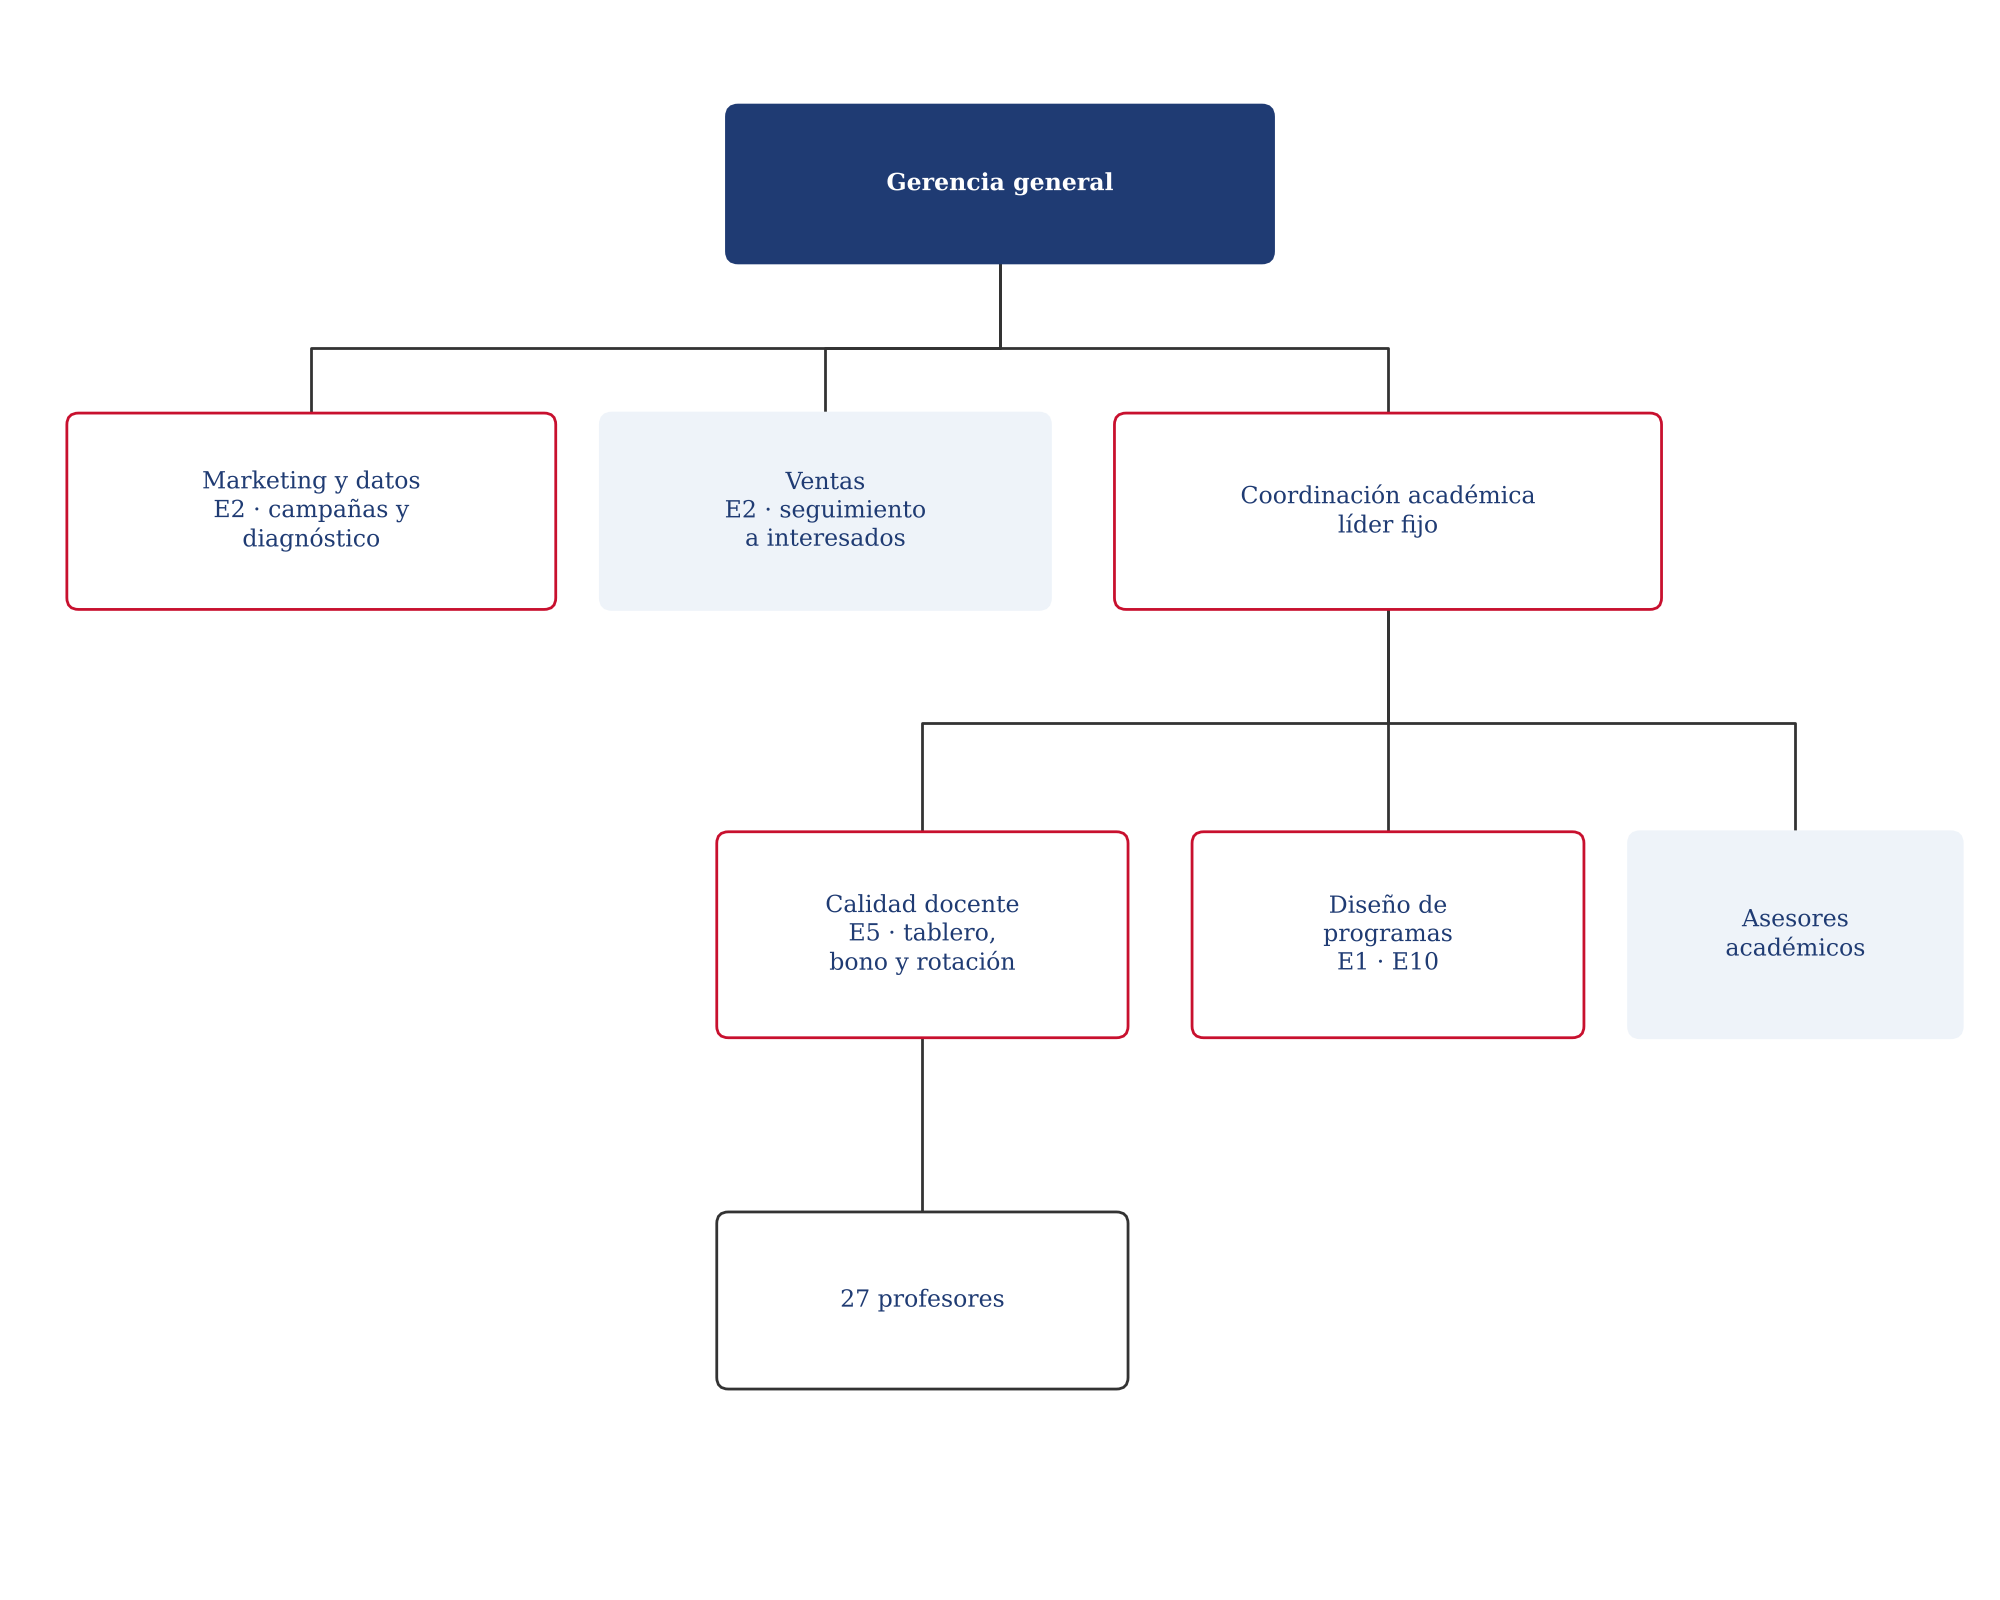 Gerencia general
Marketing y datos
E2 · campañas y
diagnóstico
Ventas
E2 · seguimiento
a interesados
Coordinación académica
líder fijo
Calidad docente
E5 · tablero,
bono y rotación
Diseño de
programas
E1 · E10
Asesores
académicos
27 profesores